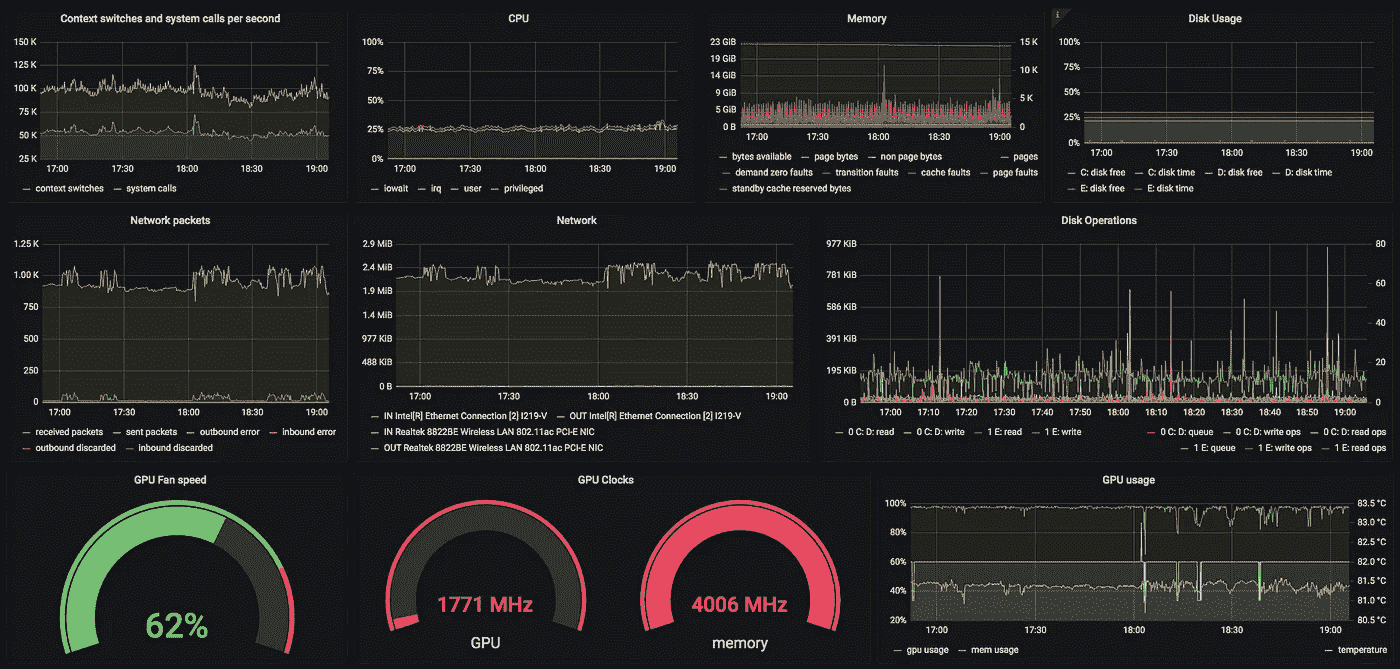 Context switches and system calls per second
150 K
125 K
100 K
75 K
50 K
25 K
17:00 17:30 18:00 18:30 19:00
context switches system calls
CPU
100%
75%
50%
25%
0%
17:00 17:30 18:00 18:30 19:00
iowait irq user privileged
Memory
23 GiB 15 K
19 GiB
14 GiB 10 K
9 GiB
5 GiB 5 K
0 B 0
17:00 17:30 18:00 18:30 19:00
bytes available page bytes non page bytes pages
demand zero faults transition faults cache faults page faults
standby cache reserved bytes
i
Disk Usage
100%
75%
50%
25%
0%
17:00 17:30 18:00 18:30 19:00
C: disk free C: disk time D: disk free D: disk time
E: disk free E: disk time
Network packets
1.25 K
1.00 K
750
500
250
0
17:00 17:30 18:00 18:30 19:00
received packets sent packets outbound error inbound error
outbound discarded inbound discarded
Network
2.9 MiB
2.4 MiB
1.9 MiB
1.4 MiB
977 KiB
488 KiB
0 B
17:00 17:30 18:00 18:30 19:00
IN Intel[R] Ethernet Connection [2] I219-V OUT Intel[R] Ethernet Connection [2] I219-V
IN Realtek 8822BE Wireless LAN 802.11ac PCI-E NIC
OUT Realtek 8822BE Wireless LAN 802.11ac PCI-E NIC
Disk Operations
977 KiB 80
781 KiB
60
586 KiB
40
391 KiB
20
195 KiB
0 B 0
17:00 17:10 17:20 17:30 17:40 17:50 18:00 18:10 18:20 18:30 18:40 18:50 19:00
0 C: D: read 0 C: D: write 1 E: read 1 E: write 0 C: D: queue 0 C: D: write ops 0 C: D: read ops
1 E: queue 1 E: write ops 1 E: read ops
GPU Fan speed
62%
GPU Clocks
1771 MHz
GPU
4006 MHz
memory
GPU usage
100% 83.5°C
83.0°C
80%
82.5°C
60% 82.0°C
81.5°C
40%
81.0°C
20% 80.5°C
17:00 17:30 18:00 18:30 19:00
gpu usage mem usage temperature